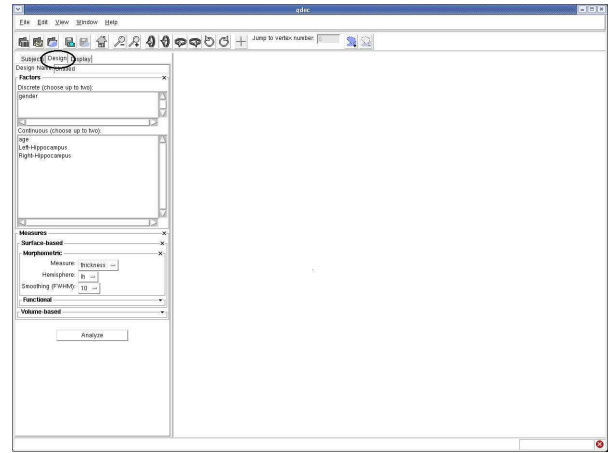 qdec
File Edit View Window Help
Jump to vertex number
Subjects Design Display
Design Name Untitled
Factors
Discrete (choose up to two):
gender
Continuous (choose up to two):
age
Left-Hippocampus
Right-Hippocampus
Measures
Surface-based
Morphometric
Measure: thickness
Hemisphere: lh
Smoothing (FWHM): 10
Functional
Volume-based
Analyze